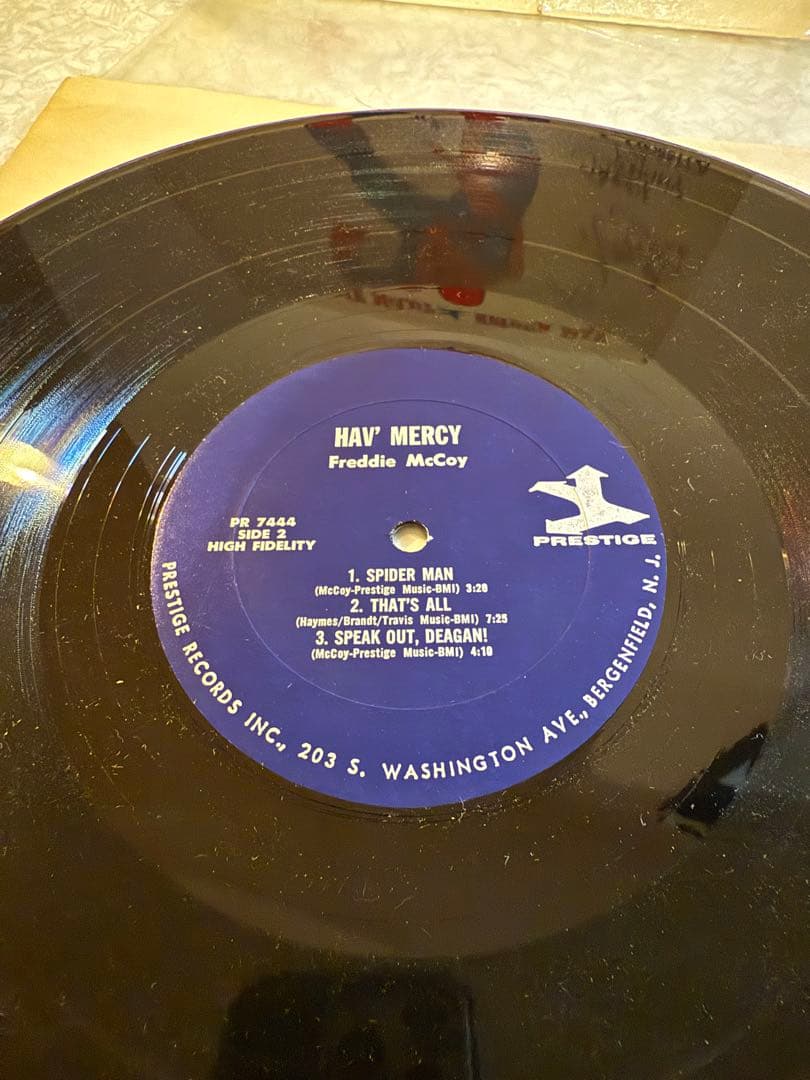 HAV' MERCY
Freddie McCoy
PRESTIGE
PR 7444
SIDE 2
HIGH FIDELITY
1. SPIDER MAN
(McCoy-Prestige Music-BMI) 3:20
2. THAT'S ALL
(Haymes/Brandt/Travis Music-BMI) 7:25
3. SPEAK OUT, DEAGAN!
(McCoy-Prestige Music-BMI) 4:10
PRESTIGE RECORDS INC., 203 S. WASHINGTON AVE., BERGENFIELD, N. J.